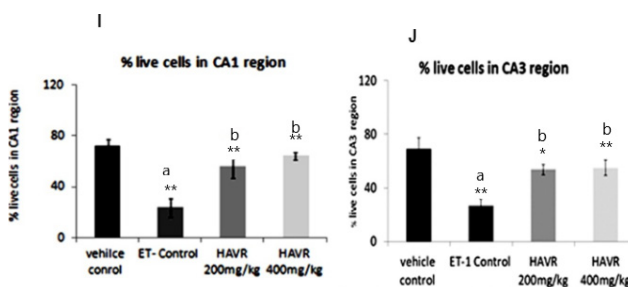 I
% live cells in CA1 region
% live cells in CA1 region
120
80
40
0
a
**
b
**
b
**
vehilce
conrol
ET- Control
HAVR
200mg/kg
HAVR
400mg/kg
J
% live cells in CA3 region
% live cells in CA3 region
120
80
40
0
a
**
b
*
b
**
vehicle
control
ET-1 Control
HAVR
200mg/kg
HAVR
400mg/kg